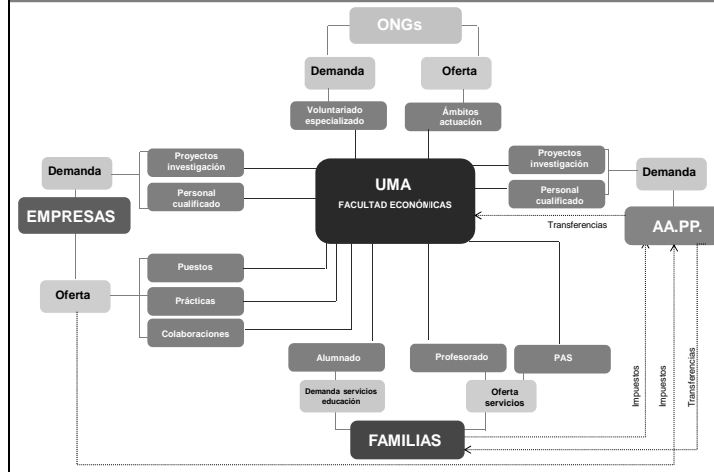 ONGs
Demanda
Oferta
Voluntariado
especializado
Ámbitos
actuación
Demanda
Proyectos
investigación
Personal
cualificado
EMPRESAS
UMA
FACULTAD ECONÓMICAS
Proyectos
investigación
Personal
cualificado
Demanda
AA.PP.
Transferencias
Oferta
Puestos
Prácticas
Colaboraciones
Alumnado
Profesorado
PAS
Demanda servicios
educación
Oferta
servicios
FAMILIAS
Impuestos
Impuestos
Transferencias